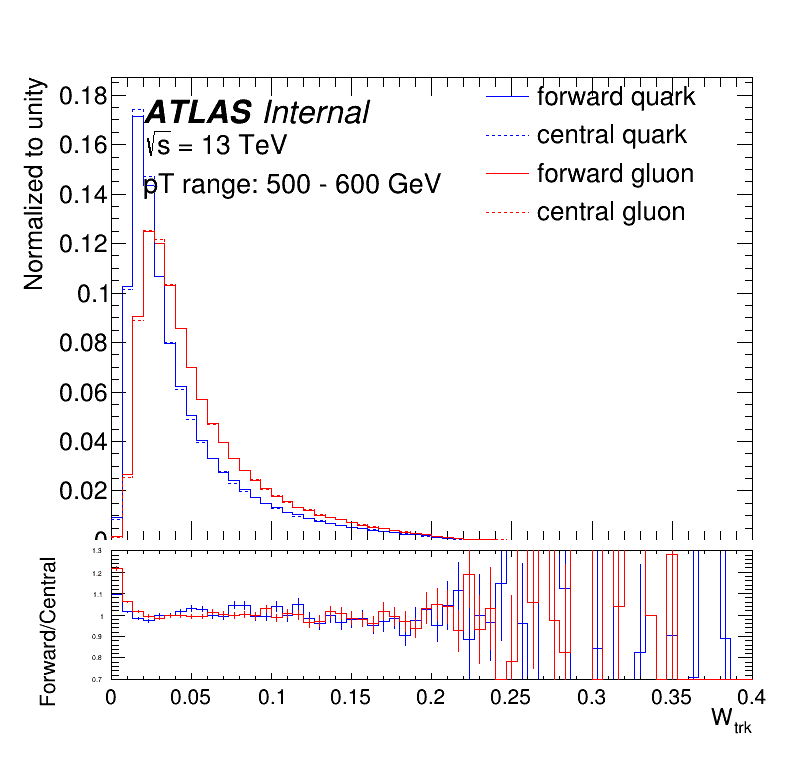 Normalized to unity
0.18
0.16
0.14
0.12
0.1
0.08
0.06
0.04
0.02
0
ATLAS Internal
√s = 13 TeV
pT range: 500 - 600 GeV
forward quark
central quark
forward gluon
central gluon
Forward/Central
1.3
1.2
1.1
1
0.9
0.8
0.7
0 0.05 0.1 0.15 0.2 0.25 0.3 0.35 0.4
W_trk